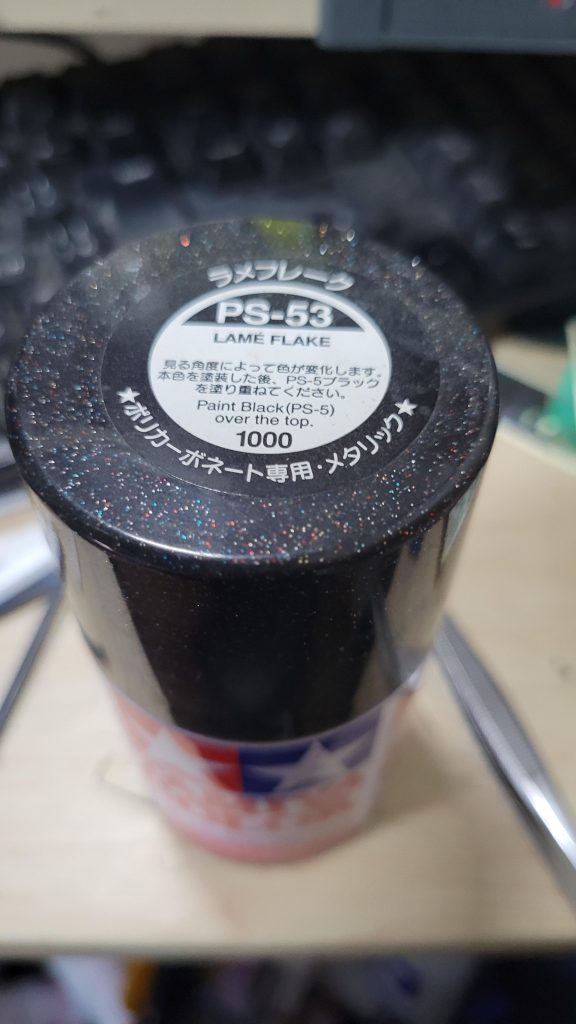 ラメフレーク
PS-53
LAMÉ FLAKE
見る角度によって色が変化します。
本色を塗装した後、PS-5ブラック
を塗り重ねてください。
Paint Black(PS-5)
over the top.
1000
★ポリカーボネート専用・メタリック★